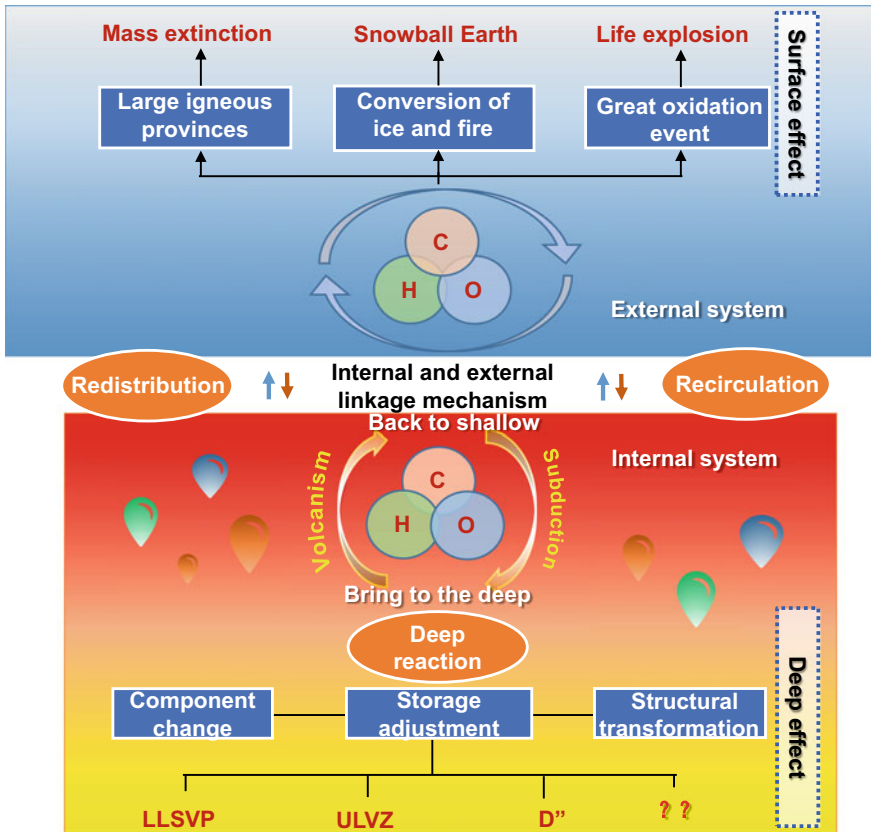 Mass extinction
Snowball Earth
Life explosion
Surface effect
Large igneous
provinces
Conversion of
ice and fire
Great oxidation
event
C
H
O
External system
Redistribution
Internal and external
linkage mechanism
Recirculation
Back to shallow
Internal system
Volcanism
C
H
O
Subduction
Bring to the deep
Deep
reaction
Deep effect
Component
change
Storage
adjustment
Structural
transformation
LLSVP
ULVZ
D”
? ?